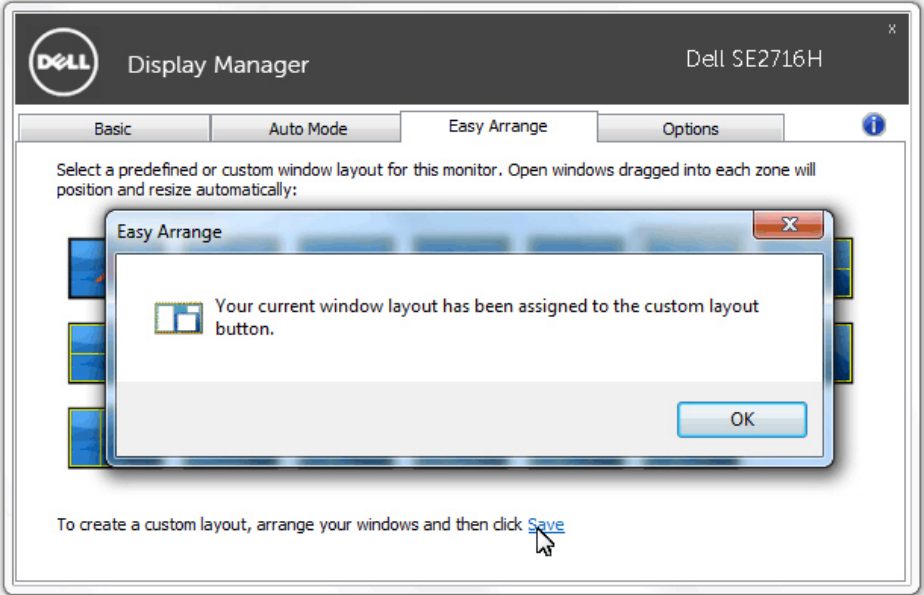 DELL
Display Manager
Dell SE2716H
x
Basic
Auto Mode
Easy Arrange
Options
i
Select a predefined or custom window layout for this monitor. Open windows dragged into each zone will
position and resize automatically:
Easy Arrange
x
Your current window layout has been assigned to the custom layout
button.
OK
To create a custom layout, arrange your windows and then click Save